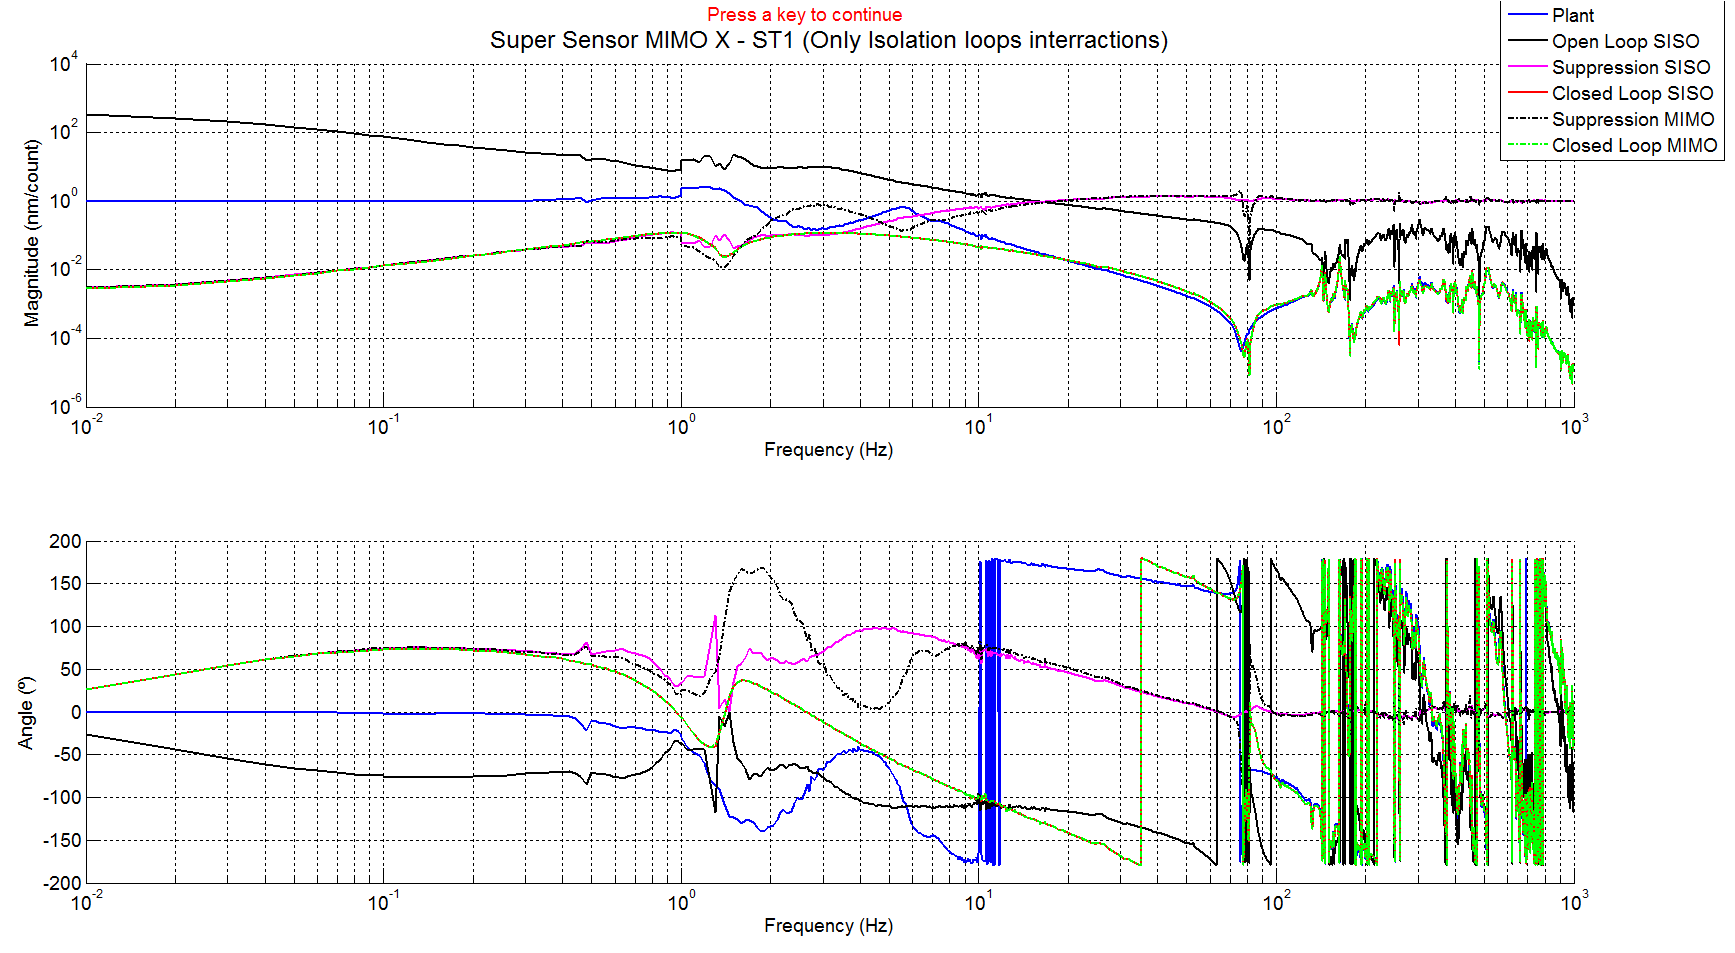 Press a key to continue
Super Sensor MIMO X - ST1 (Only Isolation loops interractions)
Plant
Open Loop SISO
Suppression SISO
Closed Loop SISO
Suppression MIMO
Closed Loop MIMO
Magnitude (nm/count)
10^4
10^2
10^0
10^-2
10^-4
10^-6
10^-2 10^-1 10^0 10^1 10^2 10^3
Frequency (Hz)
Angle (º)
200
150
100
50
0
-50
-100
-150
-200
10^-2 10^-1 10^0 10^1 10^2 10^3
Frequency (Hz)